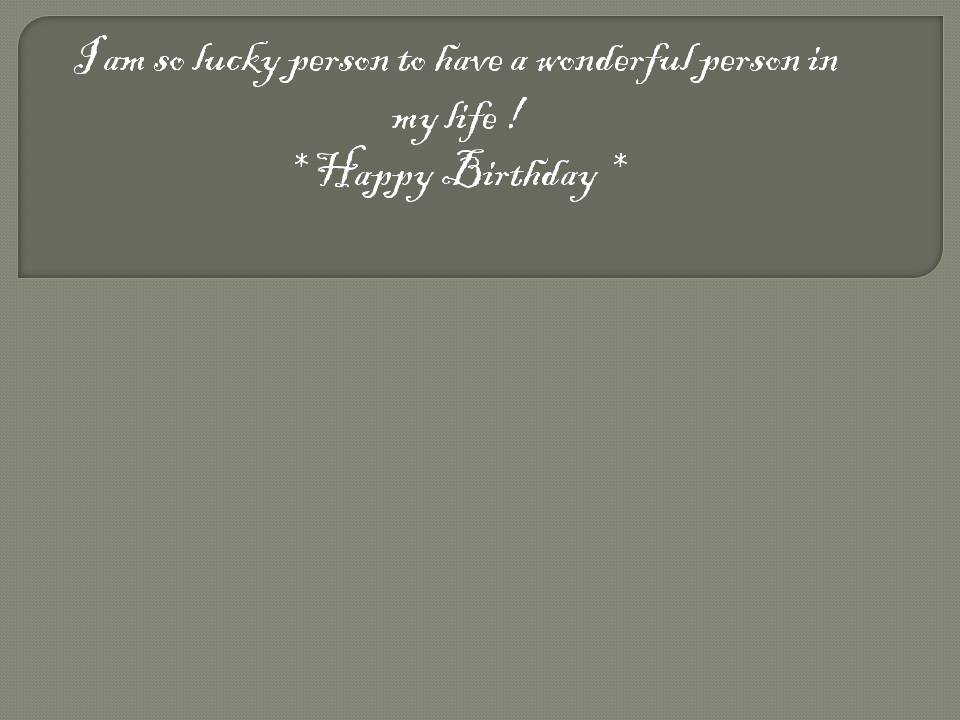 I am so lucky person to have a wonderful person in
my life !
* Happy Birthday *